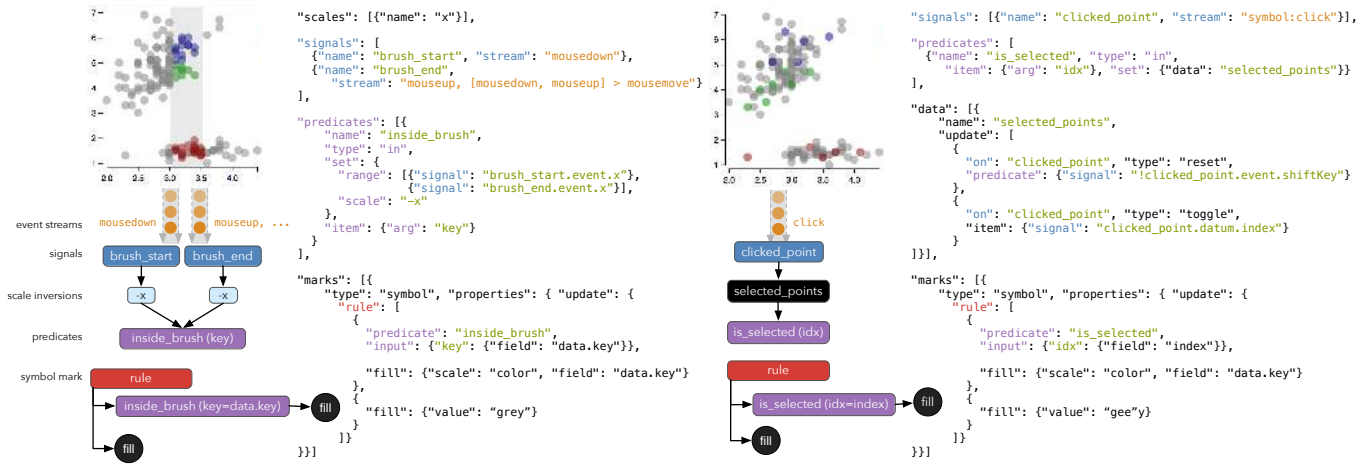 7
6
5
4
3
2
1
2.0
2.5
3.0
3.5
4.0
event streams
mousedown
mouseup, ...
signals
brush_start
brush_end
scale inversions
-x
-x
predicates
inside_brush (key)
symbol mark
rule
inside_brush (key=data.key)
fill
fill
"scales": [{"name": "x"}],
"signals": [
{"name": "brush_start", "stream": "mousedown"},
{"name": "brush_end",
"stream": "mouseup, [mousedown, mouseup] > mousemove"}
],
"predicates": [{
"name": “inside_brush”,
"type": "in",
"set": {
"range": [{"signal": “brush_start.event.x”},
{"signal": “brush_end.event.x”}],
"scale": "-x"
},
"item": {"arg": "key"}
}
],
"marks": [{
"type": "symbol", "properties": { "update": {
"rule": [
{
"predicate": "inside_brush",
"input": {"key": {"field": "data.key"}},
"fill": {"scale": "color", "field": "data.key"}
},
{
"fill": {"value": “grey”}
}
]}
}}]
7
6
5
4
3
2
1
2.0
2.5
3.0
3.5
4.0
click
clicked_point
selected_points
is_selected (idx)
rule
is_selected (idx=index)
fill
fill
"signals": [{"name": "clicked_point", "stream": "symbol:click"}],
"predicates": [
{"name": "is_selected", "type": "in",
"item": {"arg": "idx"}, "set": {"data": "selected_points"}}
],
"data": [{
"name": "selected_points",
"update": [
{
"on": "clicked_point", "type": "reset",
"predicate": {"signal": "!clicked_point.event.shiftKey"}
},
{
"on": "clicked_point", "type": "toggle",
"item": {"signal": "clicked_point.datum.index"}
}
]}],
"marks": [{
"type": "symbol", "properties": { "update": {
"rule": [
{
"predicate": "is_selected",
"input": {"idx": {"field": "index"}},
"fill": {"scale": "color", "field": "data.key"}
},
{
"fill": {"value": “gee”y}
}
]}
}}]